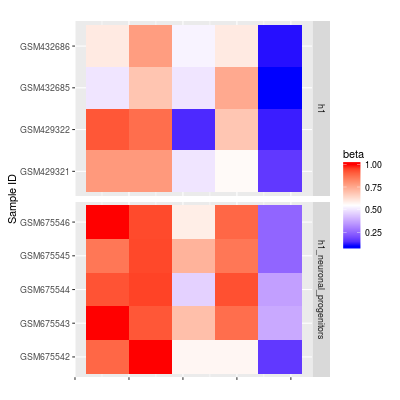 GSM432686
GSM432685
GSM429322
GSM429321
h1
GSM675546
GSM675545
GSM675544
GSM675543
GSM675542
h1_neuronal_progenitors
Sample ID
beta
1.00
0.75
0.50
0.25